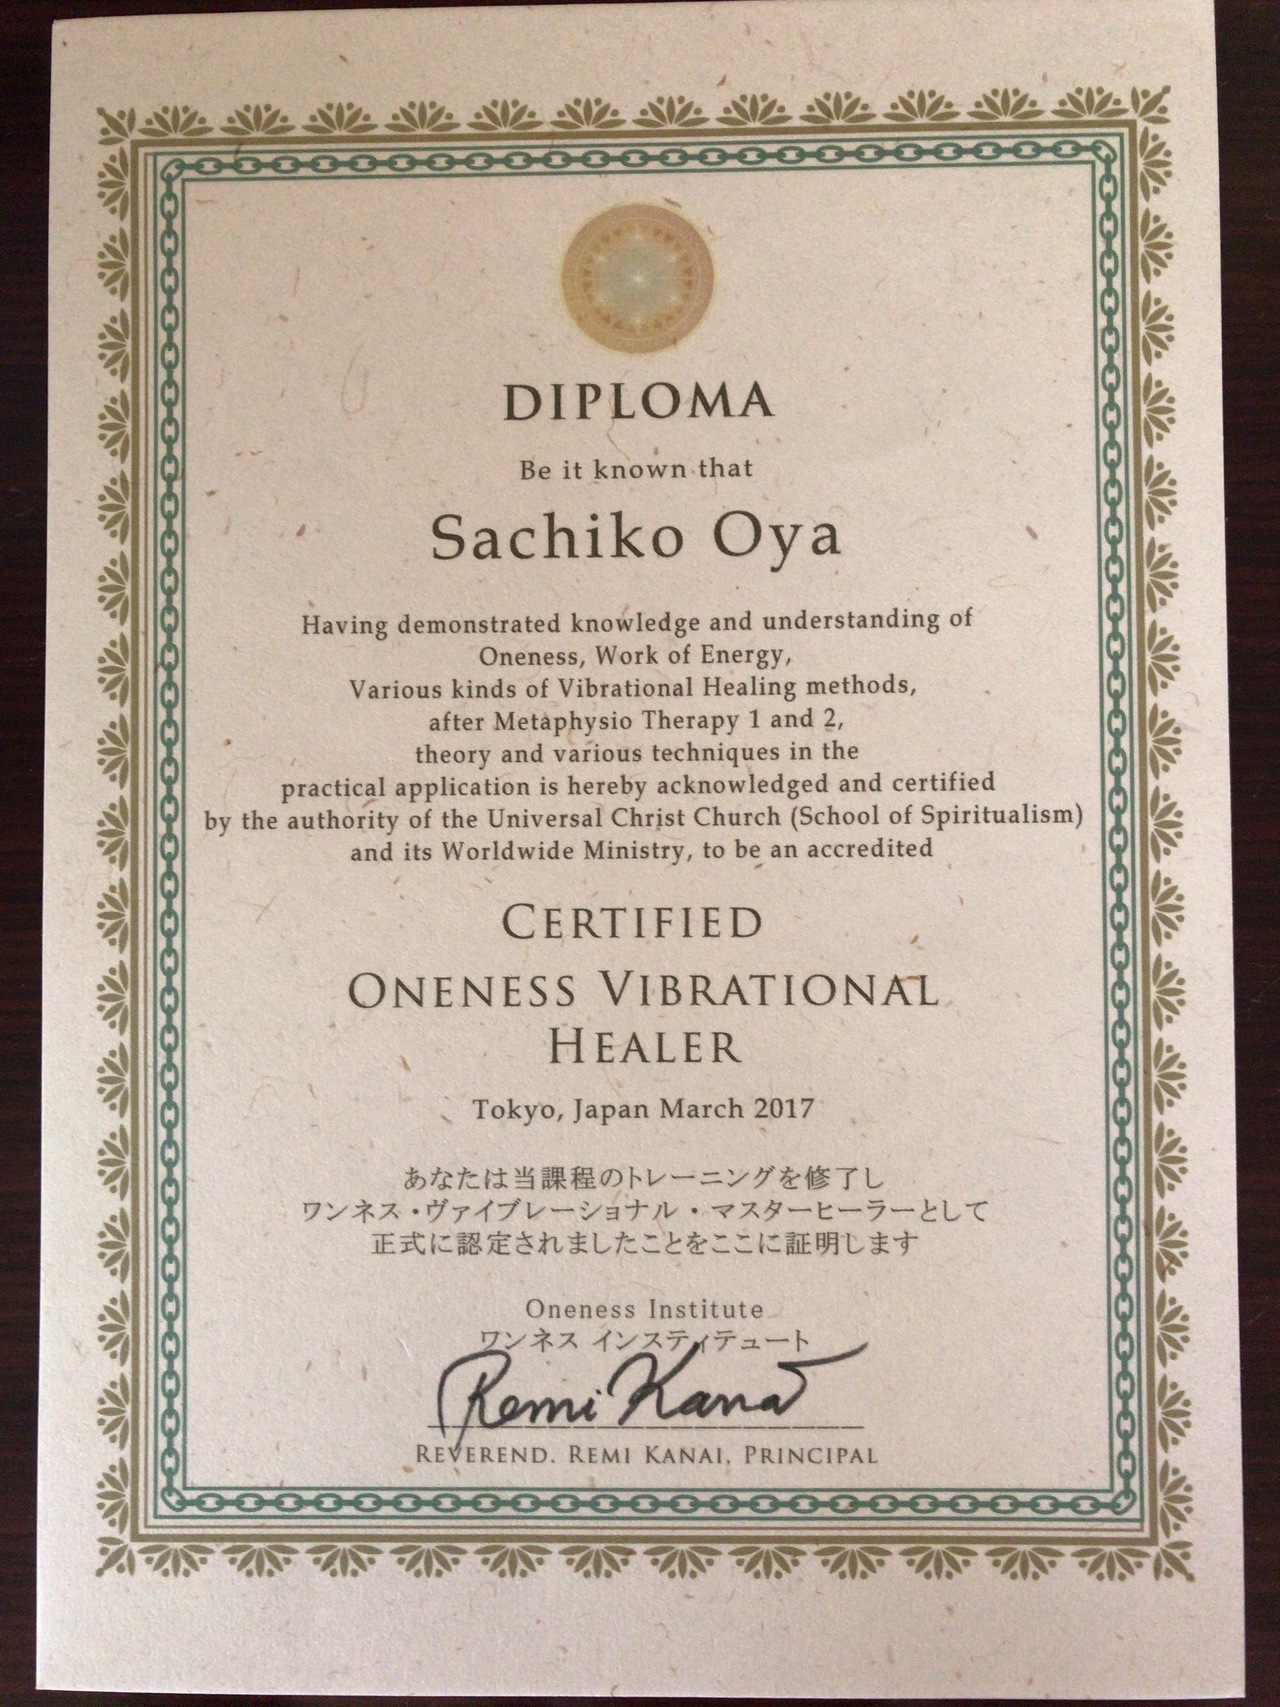 DIPLOMA
Be it known that
Sachiko Oya
Having demonstrated knowledge and understanding of
Oneness, Work of Energy,
Various kinds of Vibrational Healing methods,
after Metaphysio Therapy 1 and 2,
theory and various techniques in the
practical application is hereby acknowledged and certified
by the authority of the Universal Christ Church (School of Spiritualism)
and its Worldwide Ministry, to be an accredited
CERTIFIED
ONENESS VIBRATIONAL
HEALER
Tokyo, Japan March 2017
あなたは当課程のトレーニングを修了し
ワンネス・ヴァイブレーショナル・マスターヒーラーとして
正式に認定されましたことをここに証明します
Oneness Institute
ワンネス インスティテュート
Remi Kanai
REVEREND. REMI KANAI, PRINCIPAL